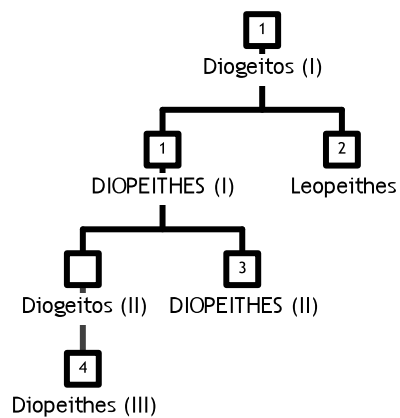 1
Diogeitos (I)
1 2
DIOPEITHES (I) Leopeithes
3
Diogeitos (II) DIOPEITHES (II)
4
Diopeithes (III)